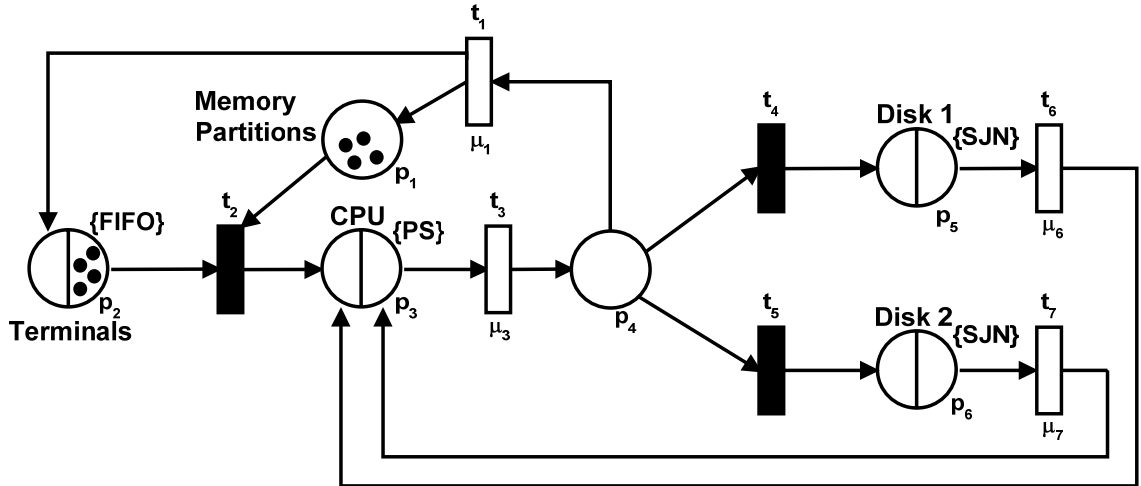 t₁
Memory
Partitions
μ₁
p₁
t₄
Disk 1
{SJN}
t₆
p₅
μ₆
t₂
{FIFO}
CPU
{PS}
t₃
p₂
Terminals
p₃
μ₃
p₄
t₅
Disk 2
{SJN}
t₇
p₆
μ₇